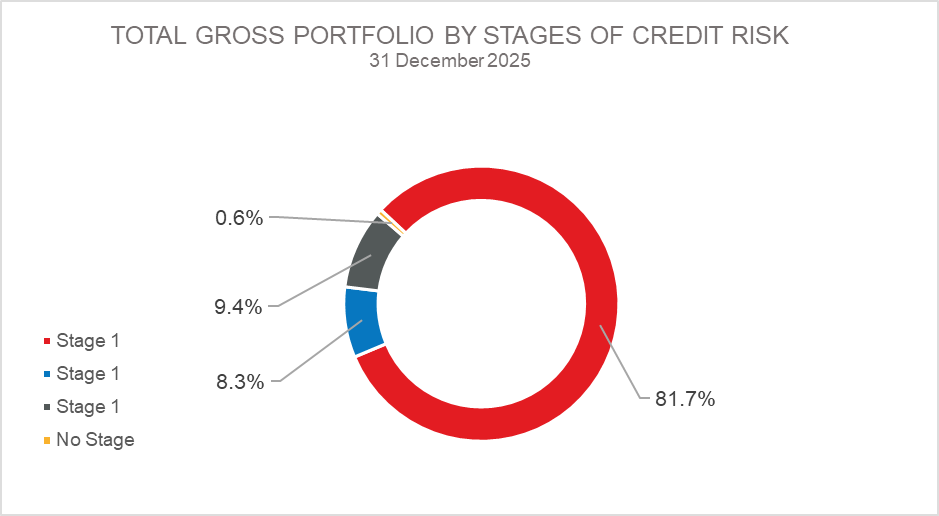 TOTAL GROSS PORTFOLIO BY STAGES OF CREDIT RISK
31 December 2025
0.6%
9.4%
8.3%
81.7%
Stage 1
Stage 1
Stage 1
No Stage